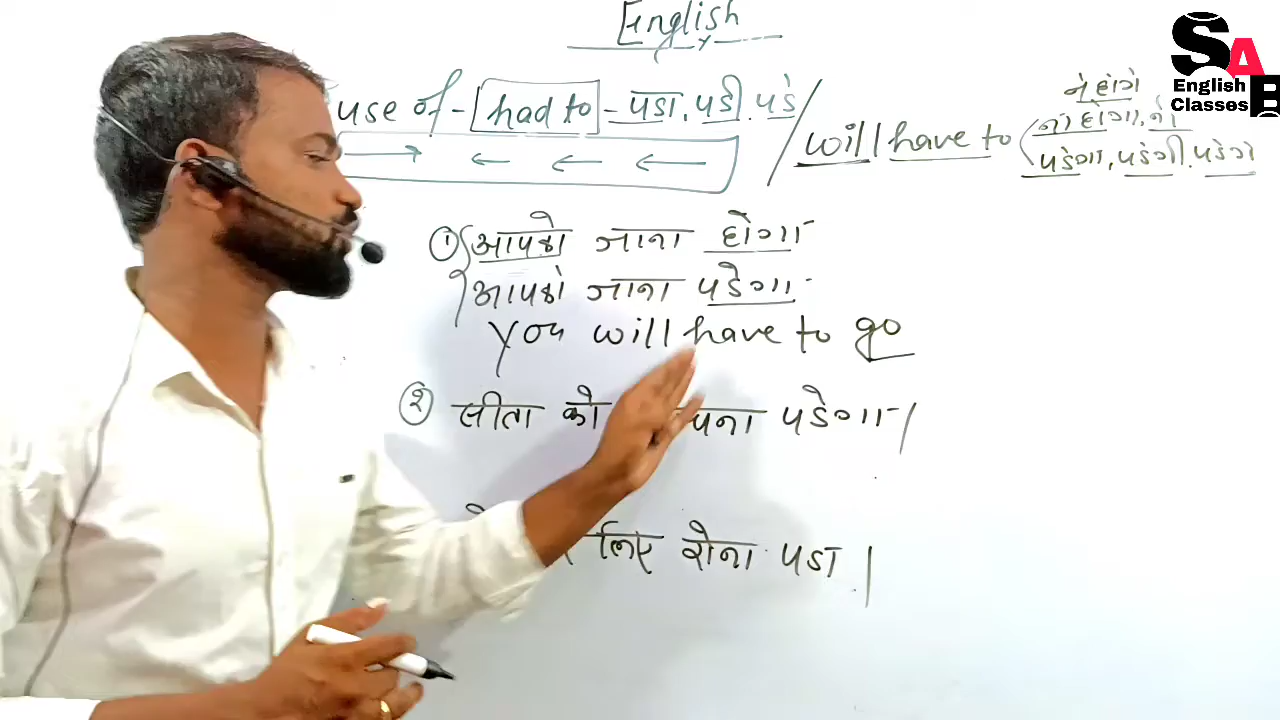 English
use of - had to - पडा, पडी, पडे / will have to
ने होंगे
ना होगा, नी
पडेगा, पडेगी, पडेगे
SAB
English
Classes
① आपको जाना होगा
आपको जाना पडेगा
You will have to go
② सीता को पडेगा।
लिए रोना पडा।